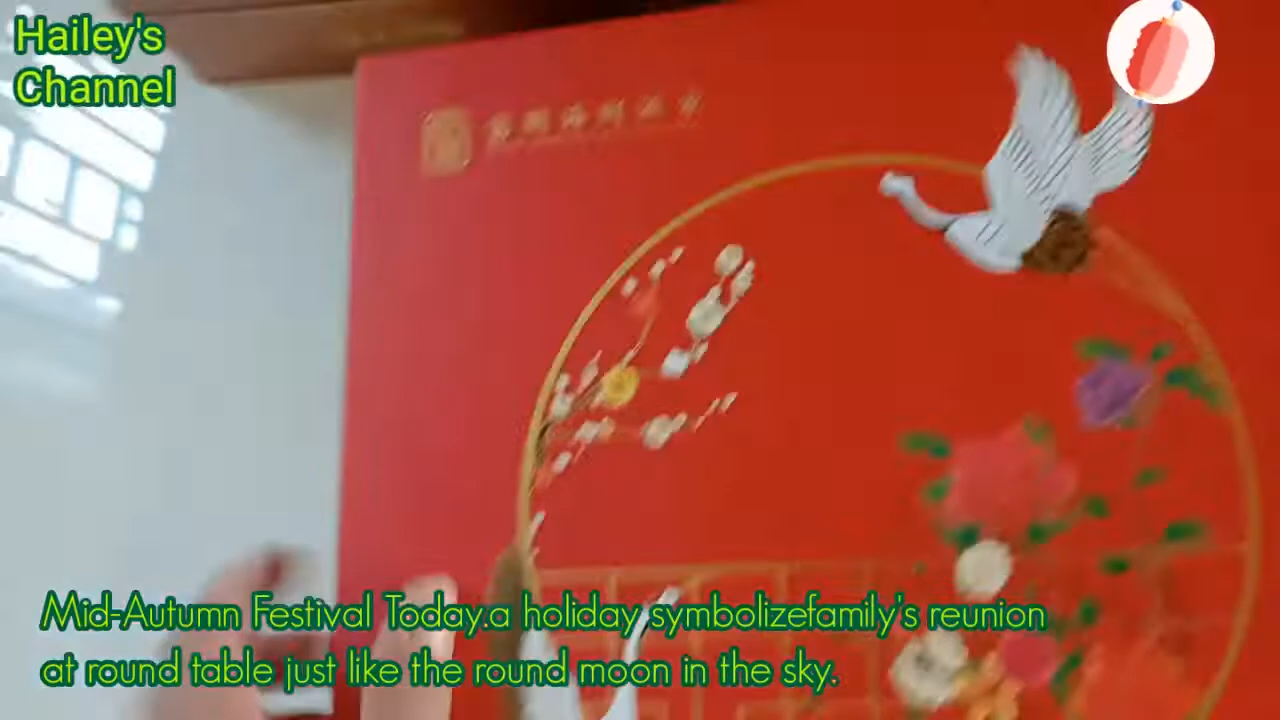 Hailey's
Channel
Mid-Autumn Festival Today.a holiday symbolizefamily's reunion
at round table just like the round moon in the sky.